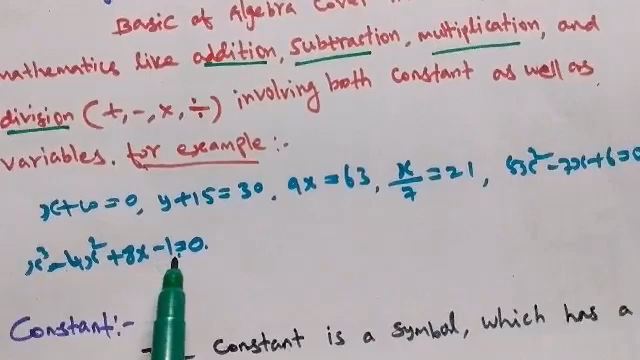 Basic of Algebra Cover
mathematics like addition, Subtraction, multiplication, and
division (+, -, ×, ÷) involving both Constant as well as
variables. for example:-
x+10=0, y+15=30, 9x=63, x/7=21, 5x²-7x+6=0
x³-4x²+8x-1=0.
Constant:-
constant is a symbol, which has a